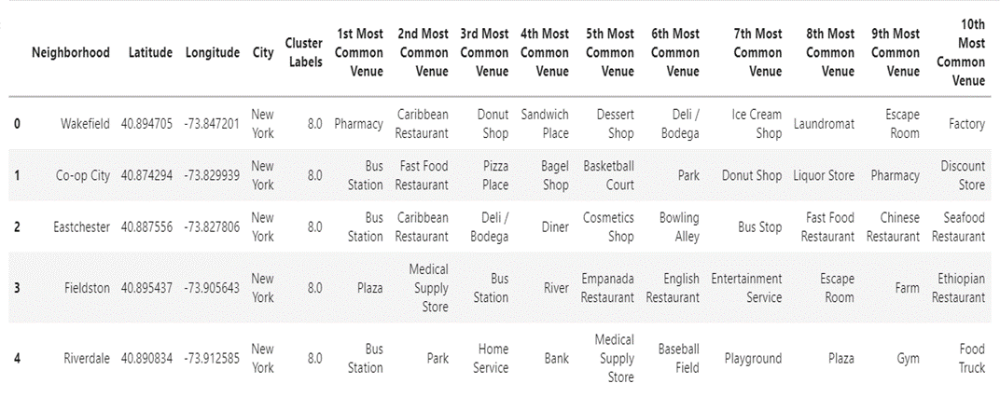 Neighborhood Latitude Longitude City Cluster Labels 1st Most Common Venue 2nd Most Common Venue 3rd Most Common Venue 4th Most Common Venue 5th Most Common Venue 6th Most Common Venue 7th Most Common Venue 8th Most Common Venue 9th Most Common Venue 10th Most Common Venue
0 Wakefield 40.894705 -73.847201 New York 8.0 Pharmacy Caribbean Restaurant Donut Shop Sandwich Place Dessert Shop Deli / Bodega Ice Cream Shop Laundromat Escape Room Factory
1 Co-op City 40.874294 -73.829939 New York 8.0 Bus Station Fast Food Restaurant Pizza Place Bagel Shop Basketball Court Park Donut Shop Liquor Store Pharmacy Discount Store
2 Eastchester 40.887556 -73.827806 New York 8.0 Bus Station Caribbean Restaurant Deli / Bodega Diner Cosmetics Shop Bowling Alley Bus Stop Fast Food Restaurant Chinese Restaurant Seafood Restaurant
3 Fieldston 40.895437 -73.905643 New York 8.0 Plaza Medical Supply Store Bus Station River Empanada Restaurant English Restaurant Entertainment Service Escape Room Farm Ethiopian Restaurant
4 Riverdale 40.890834 -73.912585 New York 8.0 Bus Station Park Home Service Bank Medical Supply Store Baseball Field Playground Plaza Gym Food Truck